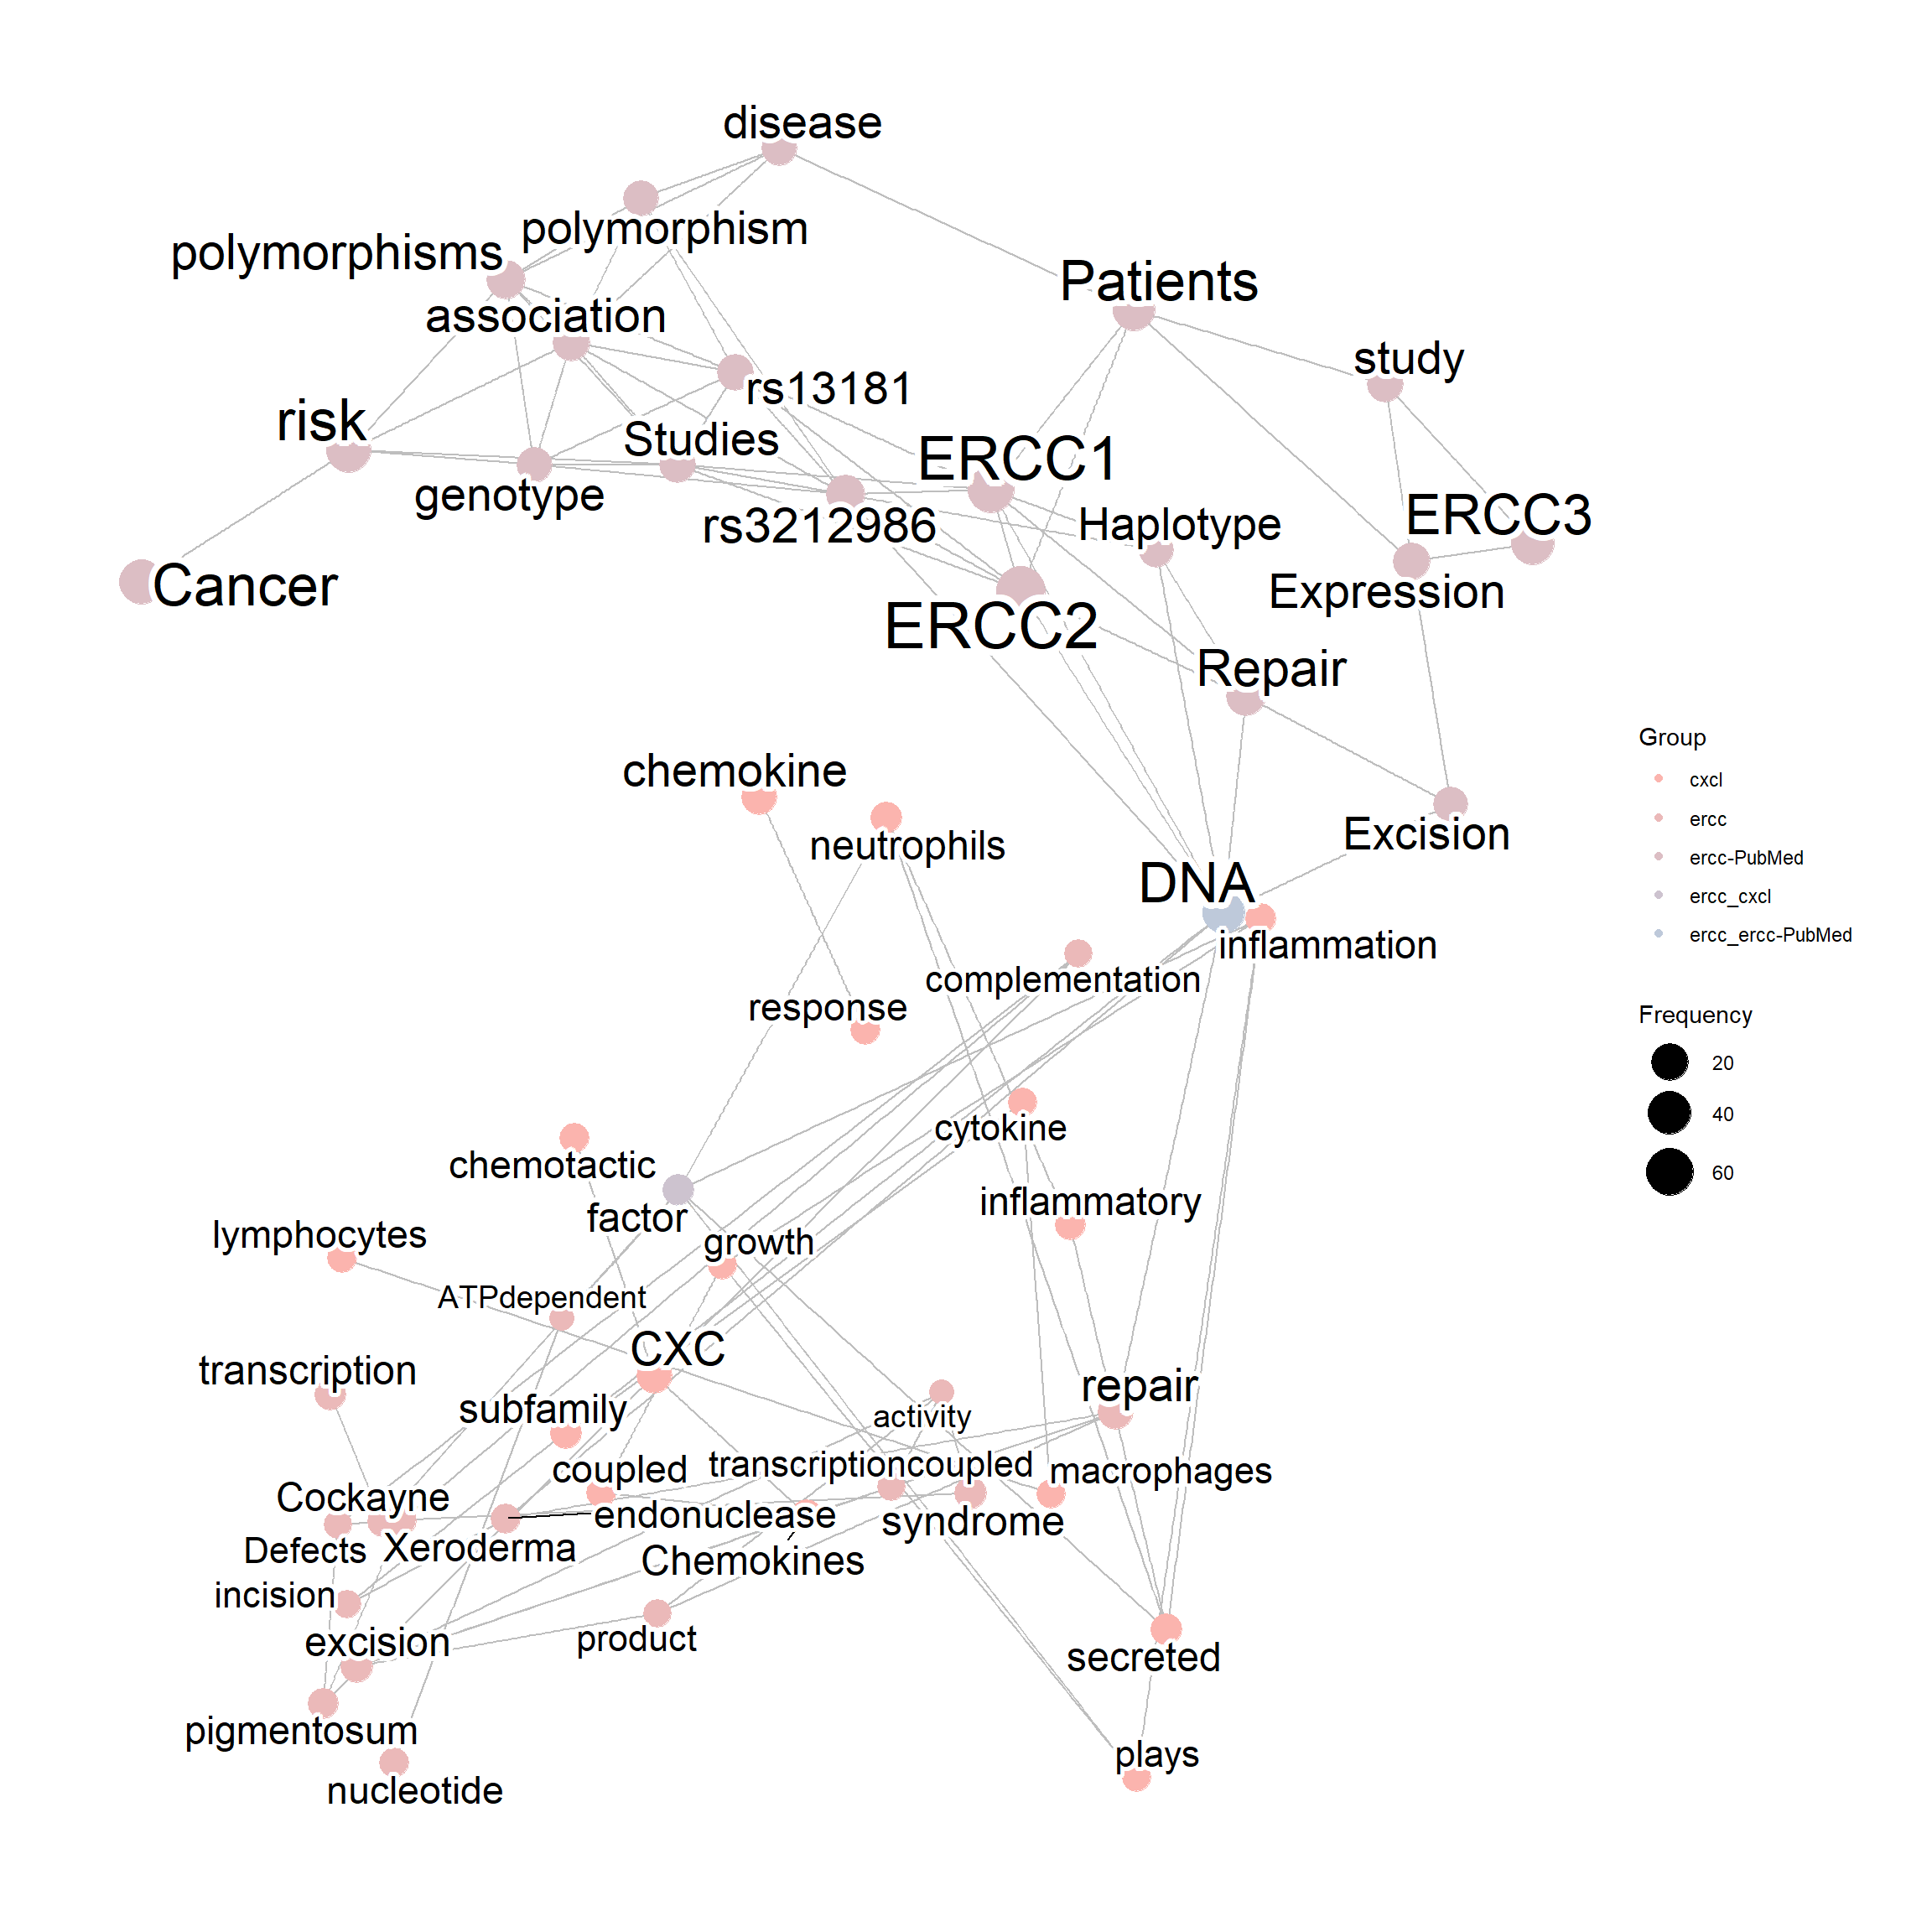 disease
polymorphism
polymorphisms
Patients
association
study
rs13181
risk
Studies
ERCC1
genotype
rs3212986
Haplotype
ERCC3
Cancer
Expression
ERCC2
Repair
Group
chemokine
cxcl
neutrophils
ercc
Excision
ercc-PubMed
DNA
ercc_cxcl
inflammation
ercc_ercc-PubMed
complementation
response
Frequency
20
40
cytokine
chemotactic
60
inflammatory
factor
lymphocytes
growth
ATPdependent
CXC
transcription
repair
subfamily
activity
transcriptioncoupled
coupled
macrophages
Cockayne
endonuclease
syndrome
Defects
Xeroderma
Chemokines
incision
excision
product
secreted
pigmentosum
plays
nucleotide